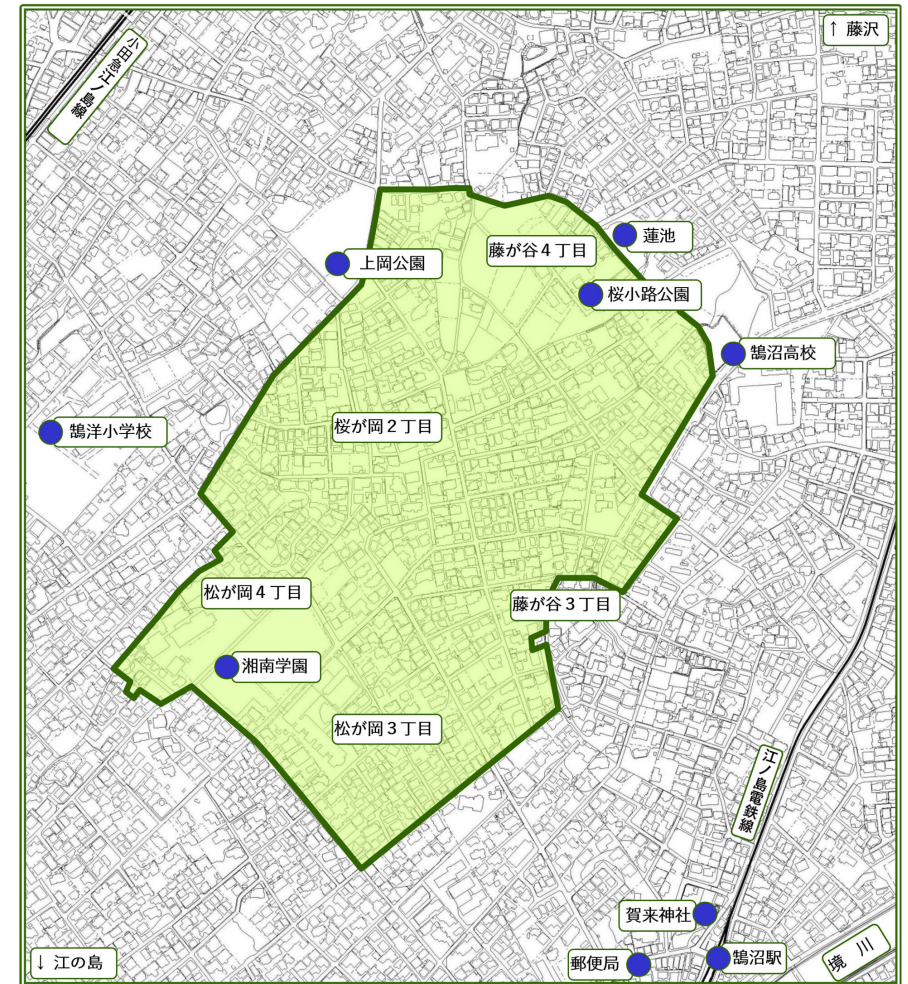 ↑ 藤沢
小田急江ノ島線
蓮池
藤が谷４丁目
上岡公園
桜小路公園
鵠沼高校
桜が岡２丁目
鵠洋小学校
松が岡４丁目
藤が谷３丁目
湘南学園
松が岡３丁目
江ノ島電鉄線
賀来神社
鵠沼駅
郵便局
境 川
↓ 江の島